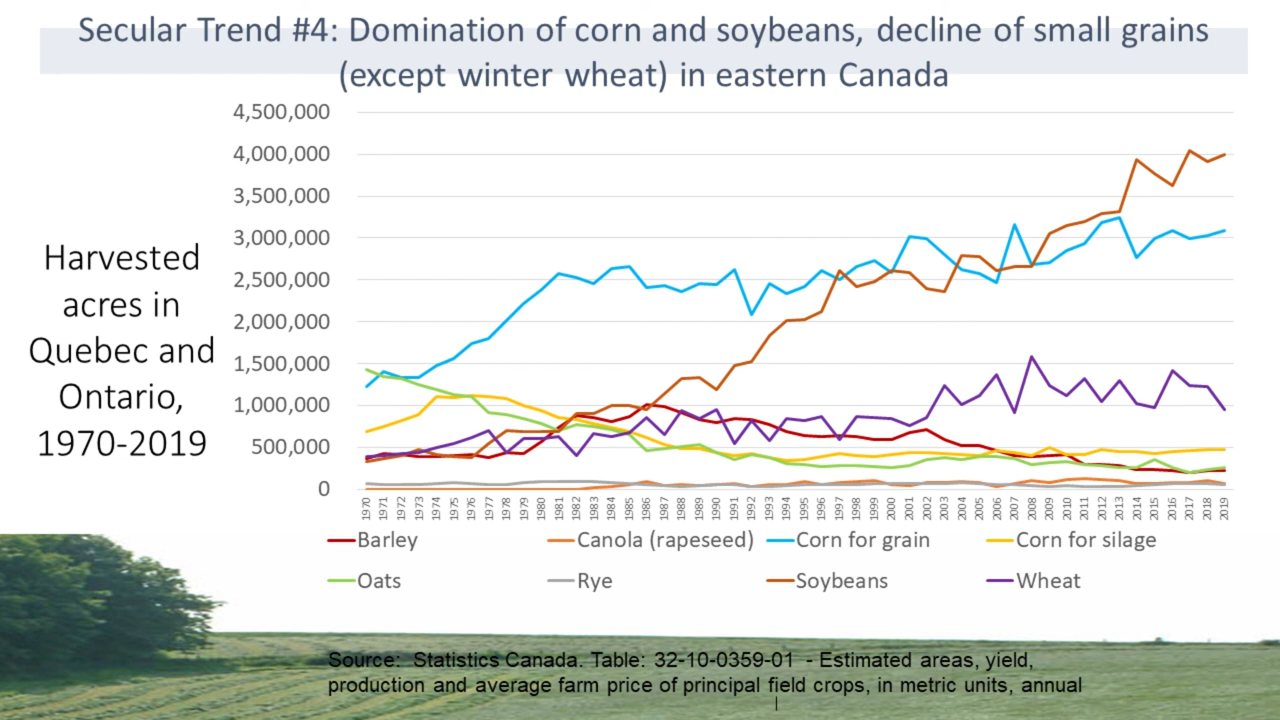 Secular Trend #4: Domination of corn and soybeans, decline of small grains
(except winter wheat) in eastern Canada
Harvested
acres in
Quebec and
Ontario,
1970-2019
4,500,000
4,000,000
3,500,000
3,000,000
2,500,000
2,000,000
1,500,000
1,000,000
500,000
0
1970 1971 1972 1973 1974 1975 1976 1977 1978 1979 1980 1981 1982 1983 1984 1985 1986 1987 1988 1989 1990 1991 1992 1993 1994 1995 1996 1997 1998 1999 2000 2001 2002 2003 2004 2005 2006 2007 2008 2009 2010 2011 2012 2013 2014 2015 2016 2017 2018 2019
Barley Canola (rapeseed) Corn for grain Corn for silage
Oats Rye Soybeans Wheat
Source: Statistics Canada. Table: 32-10-0359-01 - Estimated areas, yield,
production and average farm price of principal field crops, in metric units, annual